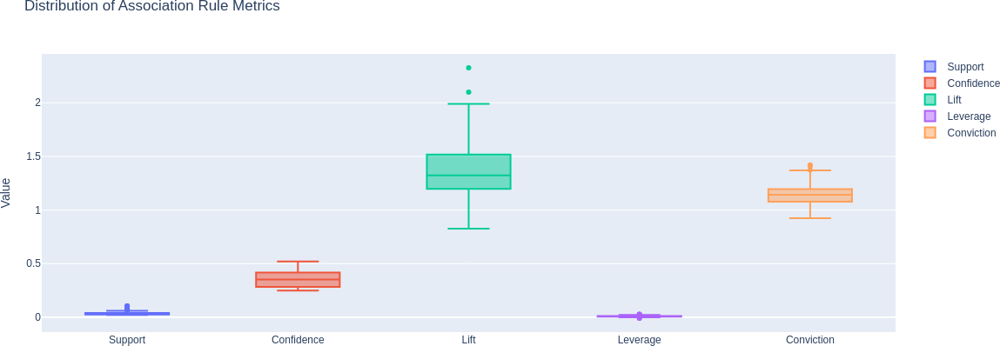 Distribution of Association Rule Metrics
Value
2
1.5
1
0.5
0
Support
Confidence
Lift
Leverage
Conviction
Support
Confidence
Lift
Leverage
Conviction